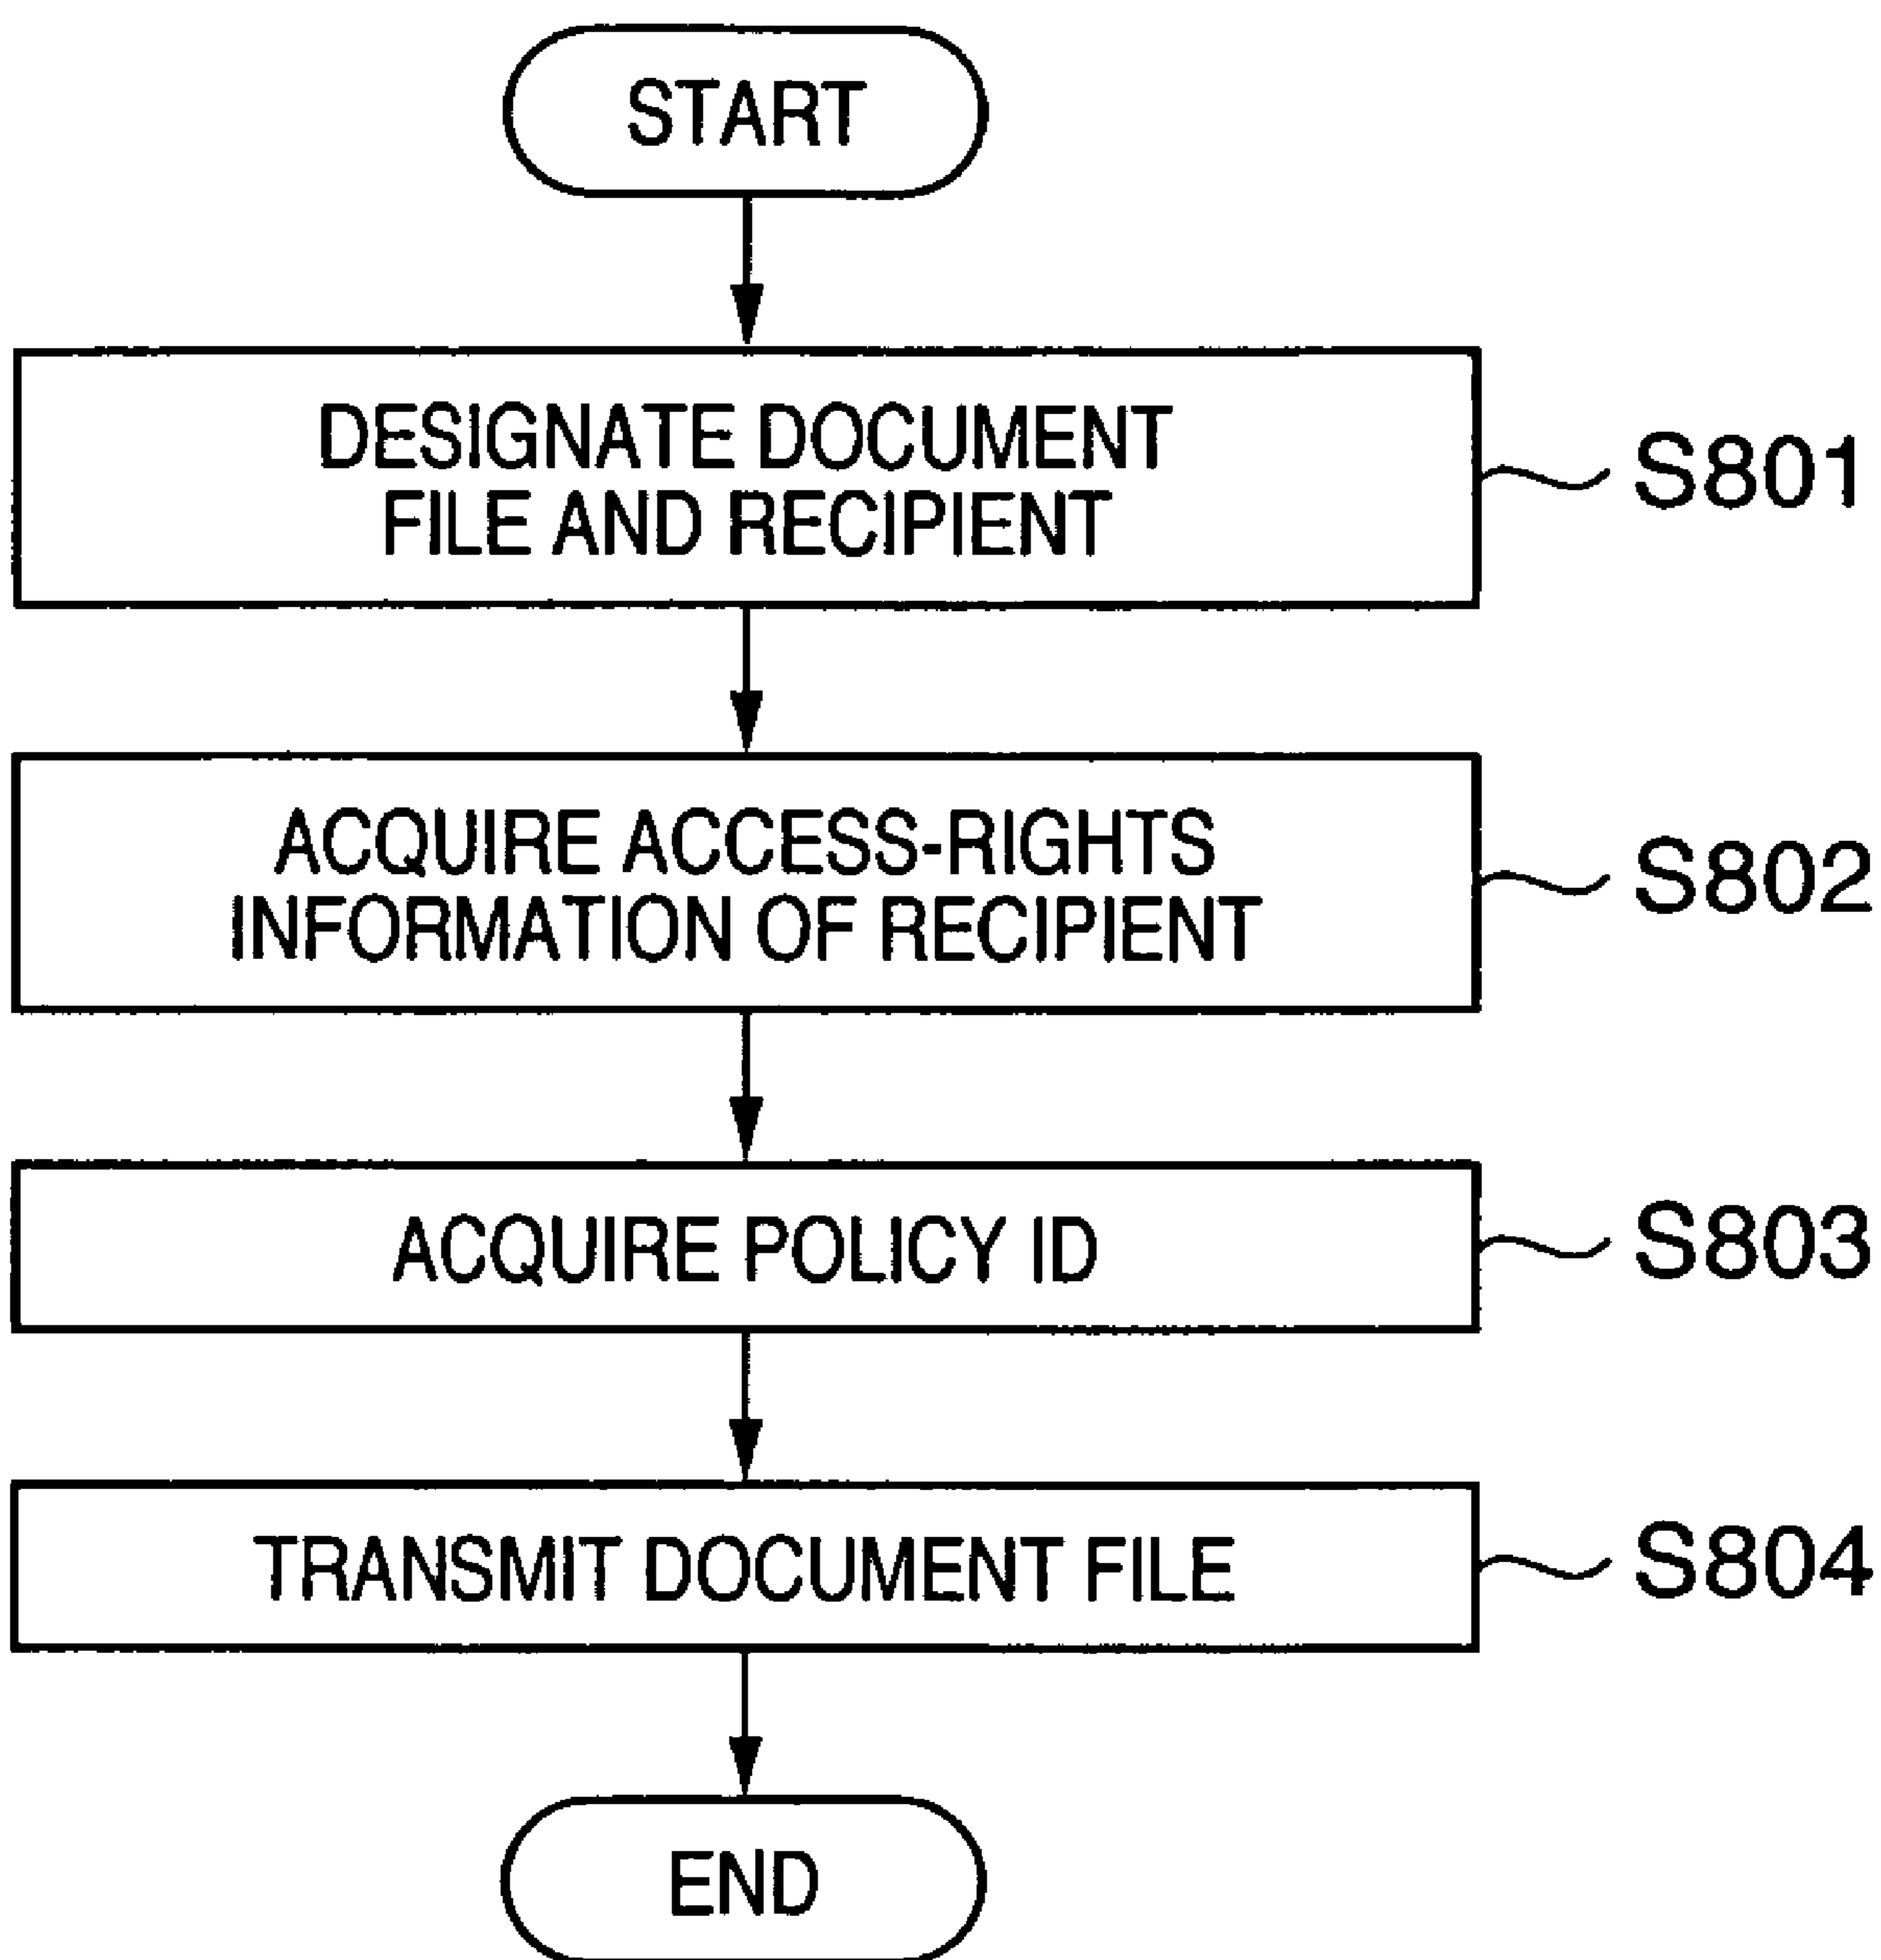 START
DESIGNATE DOCUMENT
FILE AND RECIPIENT
S801
ACQUIRE ACCESS-RIGHTS
INFORMATION OF RECIPIENT
S802
ACQUIRE POLICY ID
S803
TRANSMIT DOCUMENT FILE
S804
END